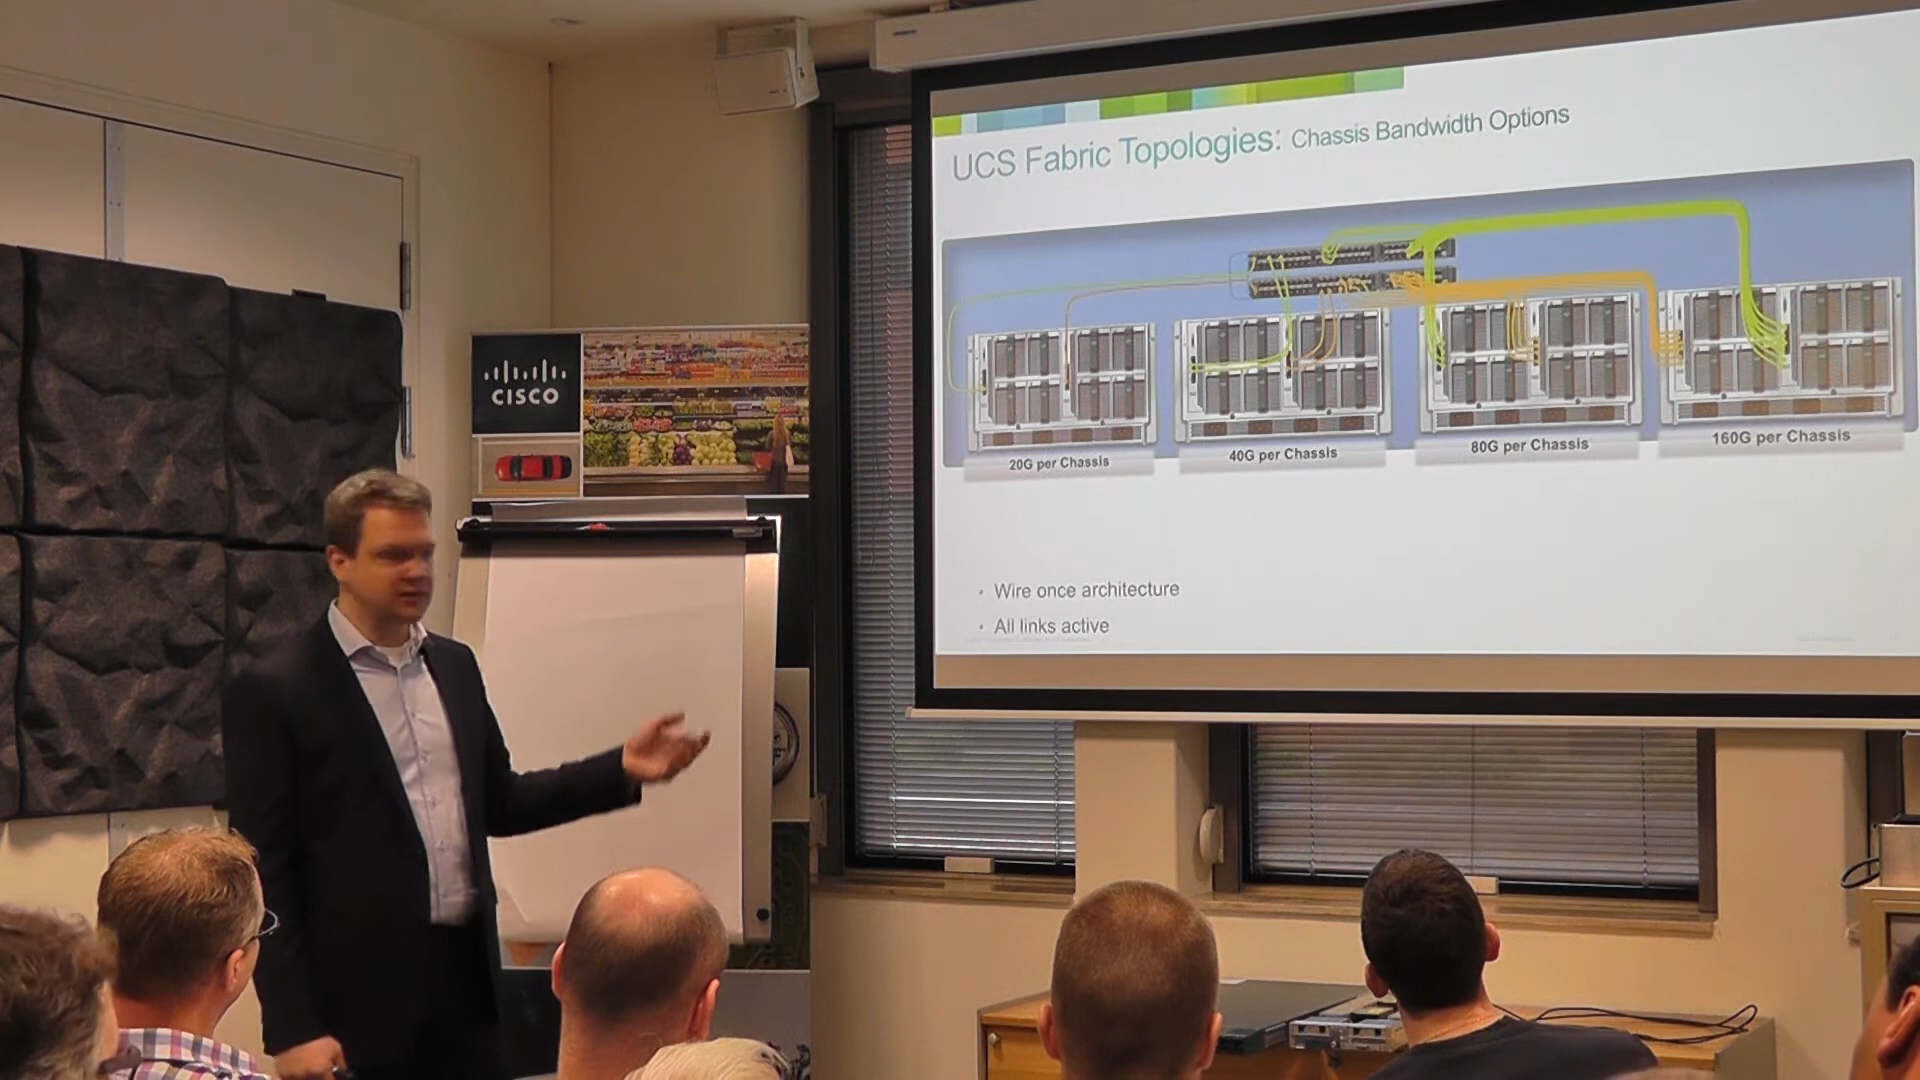 UCS Fabric Topologies: Chassis Bandwidth Options
20G per Chassis
40G per Chassis
80G per Chassis
160G per Chassis
• Wire once architecture
• All links active
CISCO